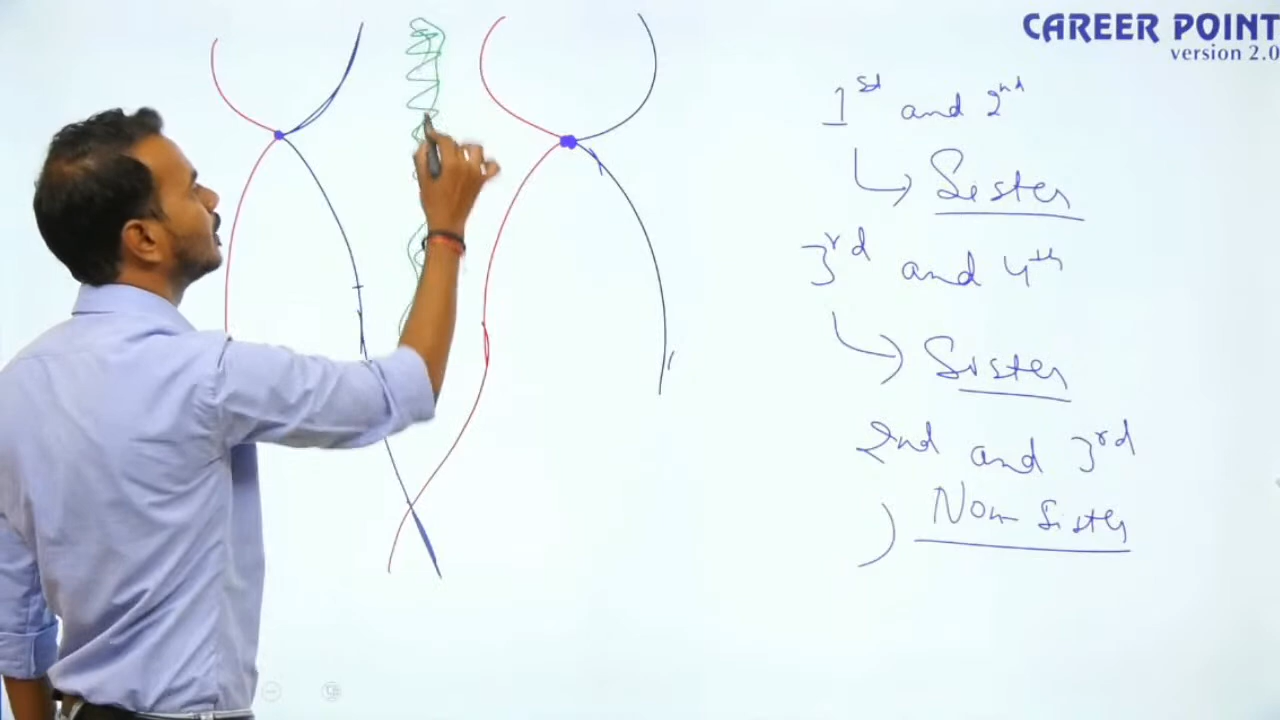 CAREER POINT
version 2.0
1st and 2nd
Sister
3rd and 4th
Sister
2nd and 3rd
Non Sister